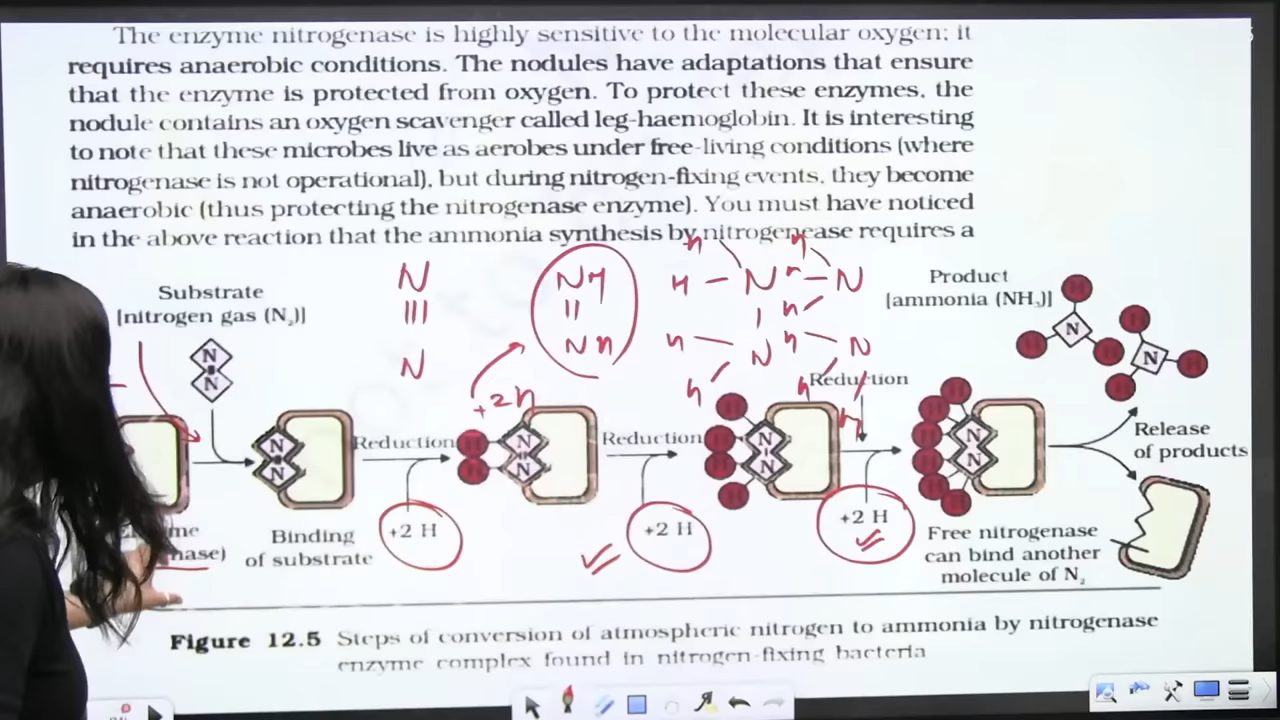 The enzyme nitrogenase is highly sensitive to the molecular oxygen; it
requires anaerobic conditions. The nodules have adaptations that ensure
that the enzyme is protected from oxygen. To protect these enzymes, the
nodule contains an oxygen scavenger called leg-haemoglobin. It is interesting
to note that these microbes live as aerobes under free-living conditions (where
nitrogenase is not operational), but during nitrogen-fixing events, they become
anaerobic (thus protecting the nitrogenase enzyme). You must have noticed
in the above reaction that the ammonia synthesis by nitrogenease requires a
Substrate
[nitrogen gas (N₂)]
N
N
N
N
NH
||
NH
H – N – N
N
N
+2H
Product
[ammonia (NH₃)]
N
N
Reduction
Reduction
Reduction
N
N
N
N
N
N
N
N
H
H
H
H
H
H
+2 H
+2 H
+2 H
Binding
of substrate
Release
of products
Free nitrogenase
can bind another
molecule of N₂
Figure 12.5 Steps of conversion of atmospheric nitrogen to ammonia by nitrogenase
enzyme complex found in nitrogen-fixing bacteria